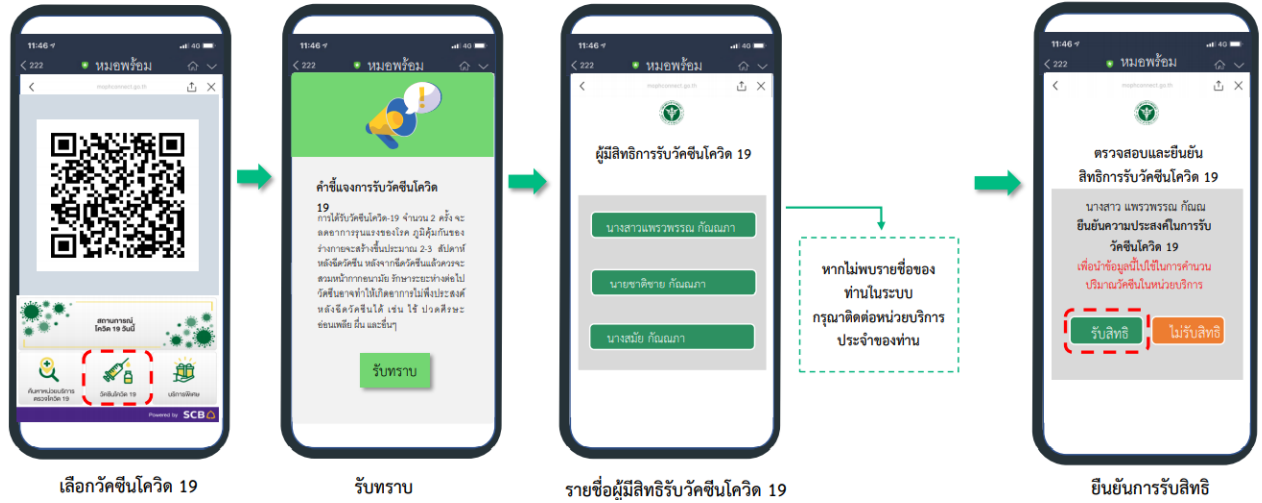 11:46
4G
< 222
หมอพร้อม
mophconnect.go.th
สถานการณ์
โควิด 19 วันนี้
ค้นหาหน่วยบริการ
ตรวจโควิด 19
วัคซีนโควิด 19
บริการพิเศษ
Powered by SCB
เลือกวัคซีนโควิด 19
11:46
4G
< 222
หมอพร้อม
คำชี้แจงการรับวัคซีนโควิด
19
การได้รับวัคซีนโควิด-19 จำนวน 2 ครั้ง จะ
ลดอาการรุนแรงของโรค ภูมิคุ้มกันของ
ร่างกายจะสร้างขึ้นประมาณ 2-3 สัปดาห์
หลังฉีดวัคซีน หลังจากฉีดวัคซีนแล้วควรจะ
สวมหน้ากากอนามัย รักษาระยะห่างต่อไป
วัคซีนอาจทำให้เกิดอาการไม่พึงประสงค์
หลังฉีดวัคซีนได้ เช่น ไข้ ปวดศีรษะ
อ่อนเพลีย ผื่น และอื่นๆ
รับทราบ
รับทราบ
11:46
4G
< 222
หมอพร้อม
mophconnect.go.th
ผู้มีสิทธิการรับวัคซีนโควิด 19
นางสาวแพรวพรรณ กัณณภา
นายชาติชาย กัณณภา
นางสมัย กัณณภา
รายชื่อผู้มีสิทธิรับวัคซีนโควิด 19
หากไม่พบรายชื่อของ
ท่านในระบบ
กรุณาติดต่อหน่วยบริการ
ประจำของท่าน
11:46
4G
< 222
หมอพร้อม
mophconnect.go.th
ตรวจสอบและยืนยัน
สิทธิการรับวัคซีนโควิด 19
นางสาว แพรวพรรณ กัณณ
ยืนยันความประสงค์ในการรับ
วัคซีนโควิด 19
เพื่อนำข้อมูลนี้ไปใช้ในการคำนวน
ปริมาณวัคซีนในหน่วยบริการ
รับสิทธิ
ไม่รับสิทธิ
ยืนยันการรับสิทธิ